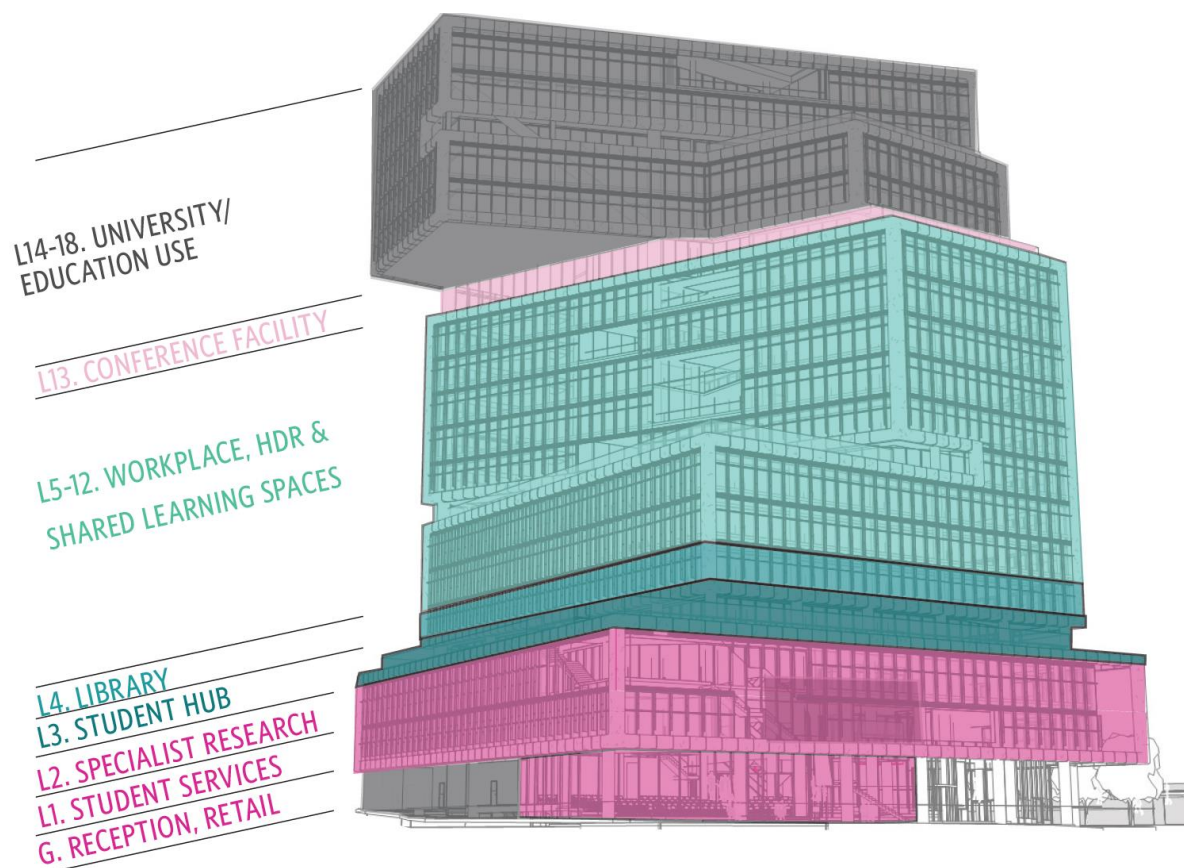 L14-18. UNIVERSITY/
EDUCATION USE
L13. CONFERENCE FACILITY
L5-12. WORKPLACE, HDR &
SHARED LEARNING SPACES
L4. LIBRARY
L3. STUDENT HUB
L2. SPECIALIST RESEARCH
L1. STUDENT SERVICES
G. RECEPTION, RETAIL